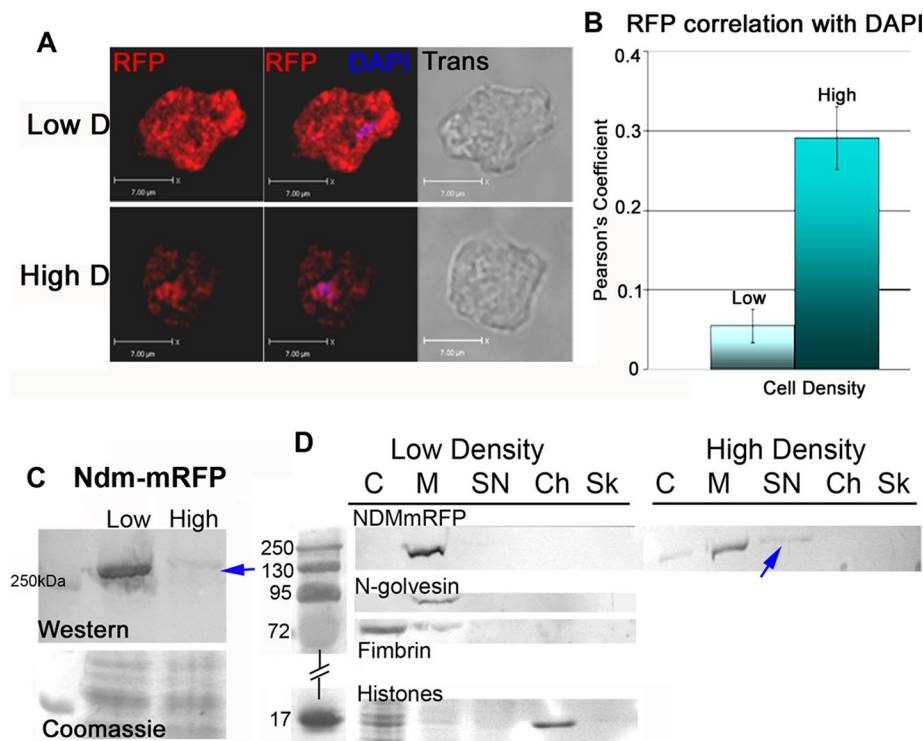 A
RFP
RFP
DAPI
Trans
Low D
7.00 µm
x
7.00 µm
x
7.00 µm
High D
7.00 µm
x
7.00 µm
x
7.00 µm
B
RFP correlation with DAPI
Pearson's Coefficient
0.4
0.3
0.2
0.1
0
Low
High
Cell Density
C
Ndm-mRFP
Low
High
250kDa
Western
Coomassie
D
Low Density
C M SN Ch Sk
High Density
C M SN Ch Sk
NDMmRFP
250
130
95
72
17
N-golvesin
Fimbrin
Histones